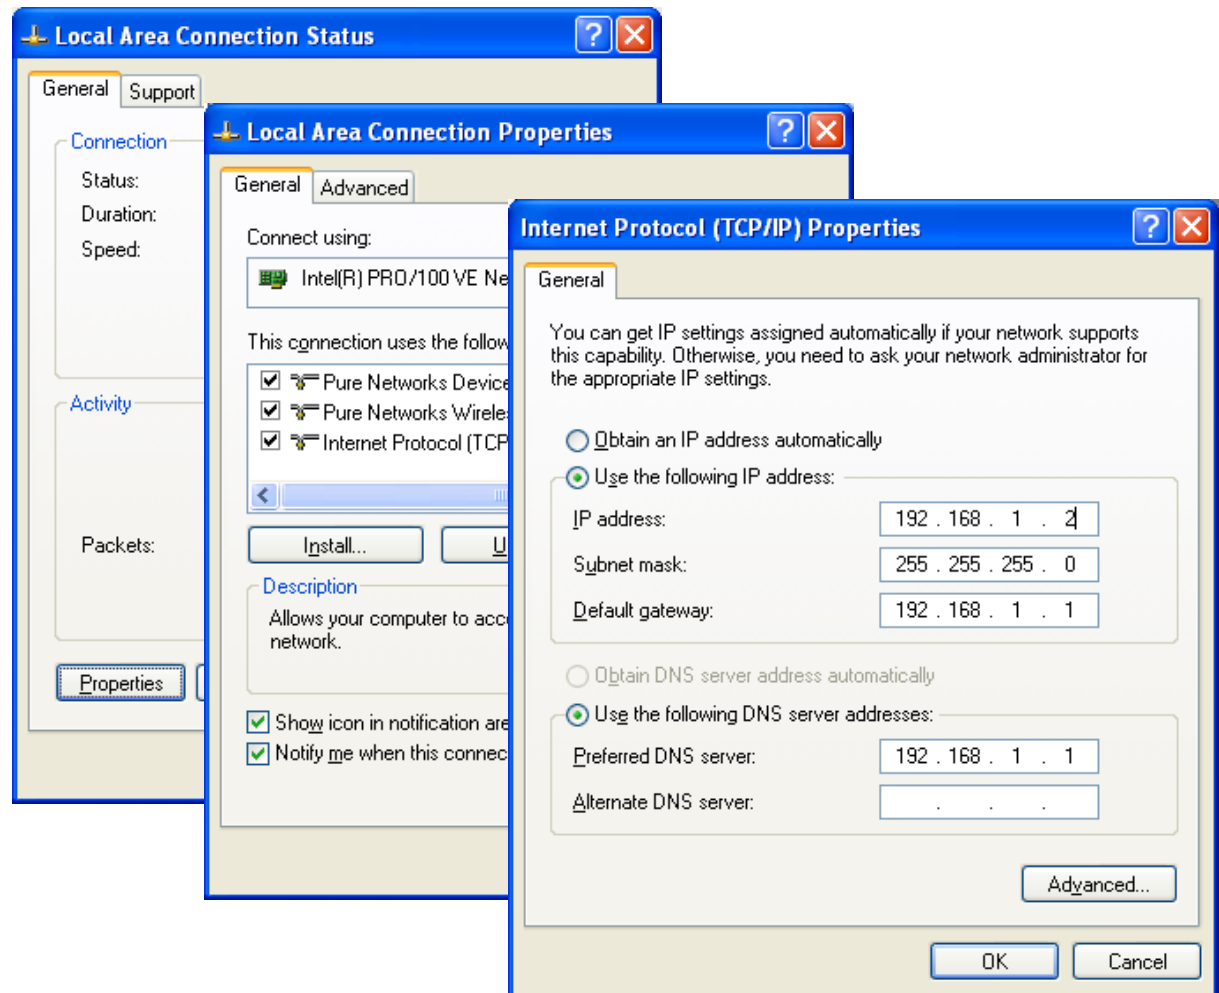 Local Area Connection Status
General
Support
Connection
Status:
Duration:
Speed:
Activity
Packets:
Properties
Local Area Connection Properties
General
Advanced
Connect using:
Intel(R) PRO/100 VE Ne
This connection uses the follow
Pure Networks Device
Pure Networks Wirele
Internet Protocol (TCP
Install...
U
Description
Allows your computer to acc
network.
Show icon in notification are
Notify me when this connec
Internet Protocol (TCP/IP) Properties
General
You can get IP settings assigned automatically if your network supports
this capability. Otherwise, you need to ask your network administrator for
the appropriate IP settings.
Obtain an IP address automatically
Use the following IP address:
IP address: 192 . 168 . 1 . 2
Subnet mask: 255 . 255 . 255 . 0
Default gateway: 192 . 168 . 1 . 1
Obtain DNS server address automatically
Use the following DNS server addresses:
Preferred DNS server: 192 . 168 . 1 . 1
Alternate DNS server: . . .
Advanced...
OK
Cancel